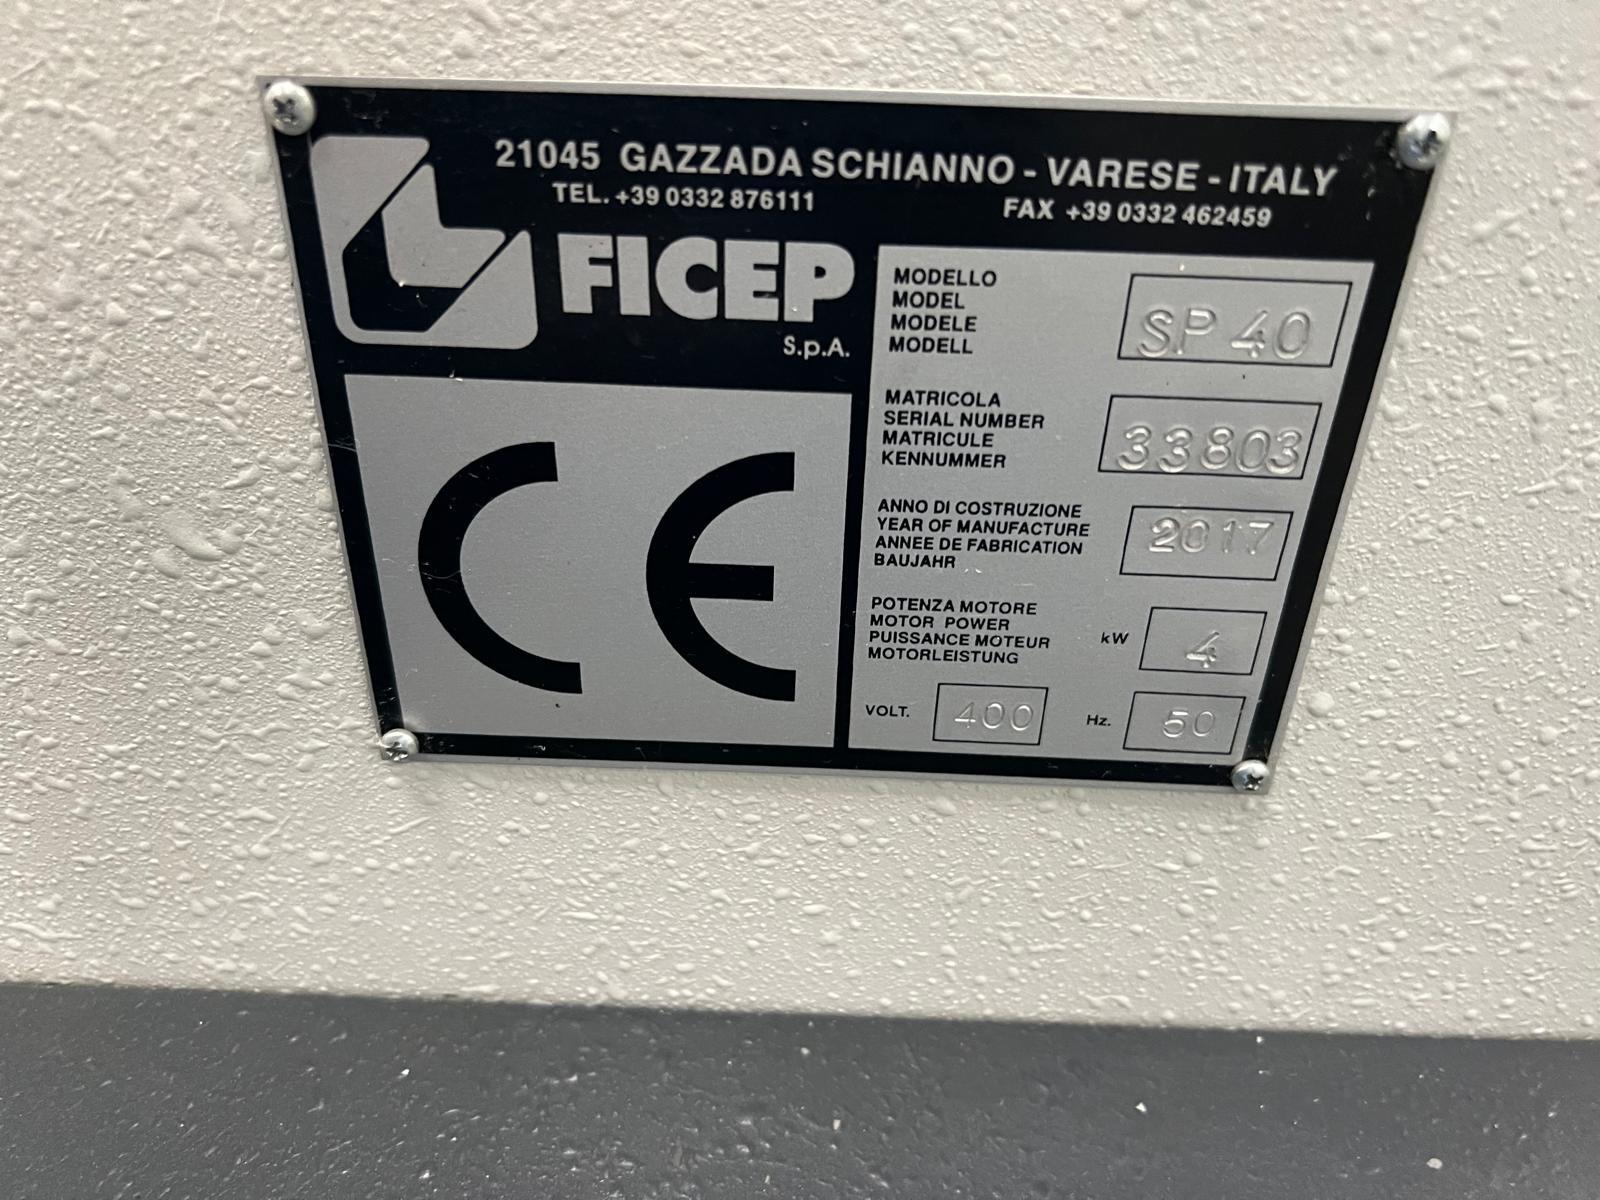 21045 GAZZADA SCHIANNO - VARESE - ITALY
TEL. +39 0332 876111 FAX +39 0332 462459
FICEP
S.p.A.
CE
MODELLO
MODEL
MODELE
MODELL
SP 40
MATRICOLA
SERIAL NUMBER
MATRICULE
KENNUMMER
33803
ANNO DI COSTRUZIONE
YEAR OF MANUFACTURE
ANNEE DE FABRICATION
BAUJAHR
2017
POTENZA MOTORE
MOTOR POWER
PUISSANCE MOTEUR
MOTORLEISTUNG
kW 4
VOLT. 400 Hz. 50